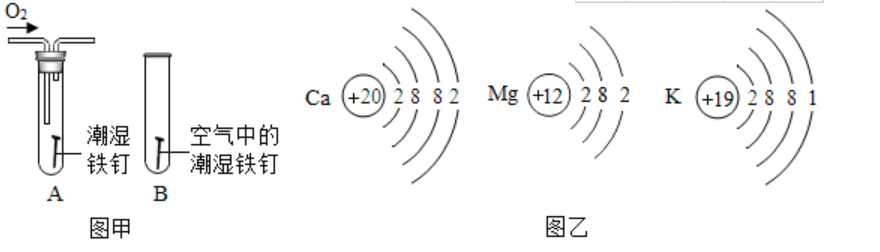 O₂
潮湿
铁钉
A
空气中的
潮湿铁钉
B
图甲
Ca +20 2 8 8 2
Mg +12 2 8 2
K +19 2 8 8 1
图乙